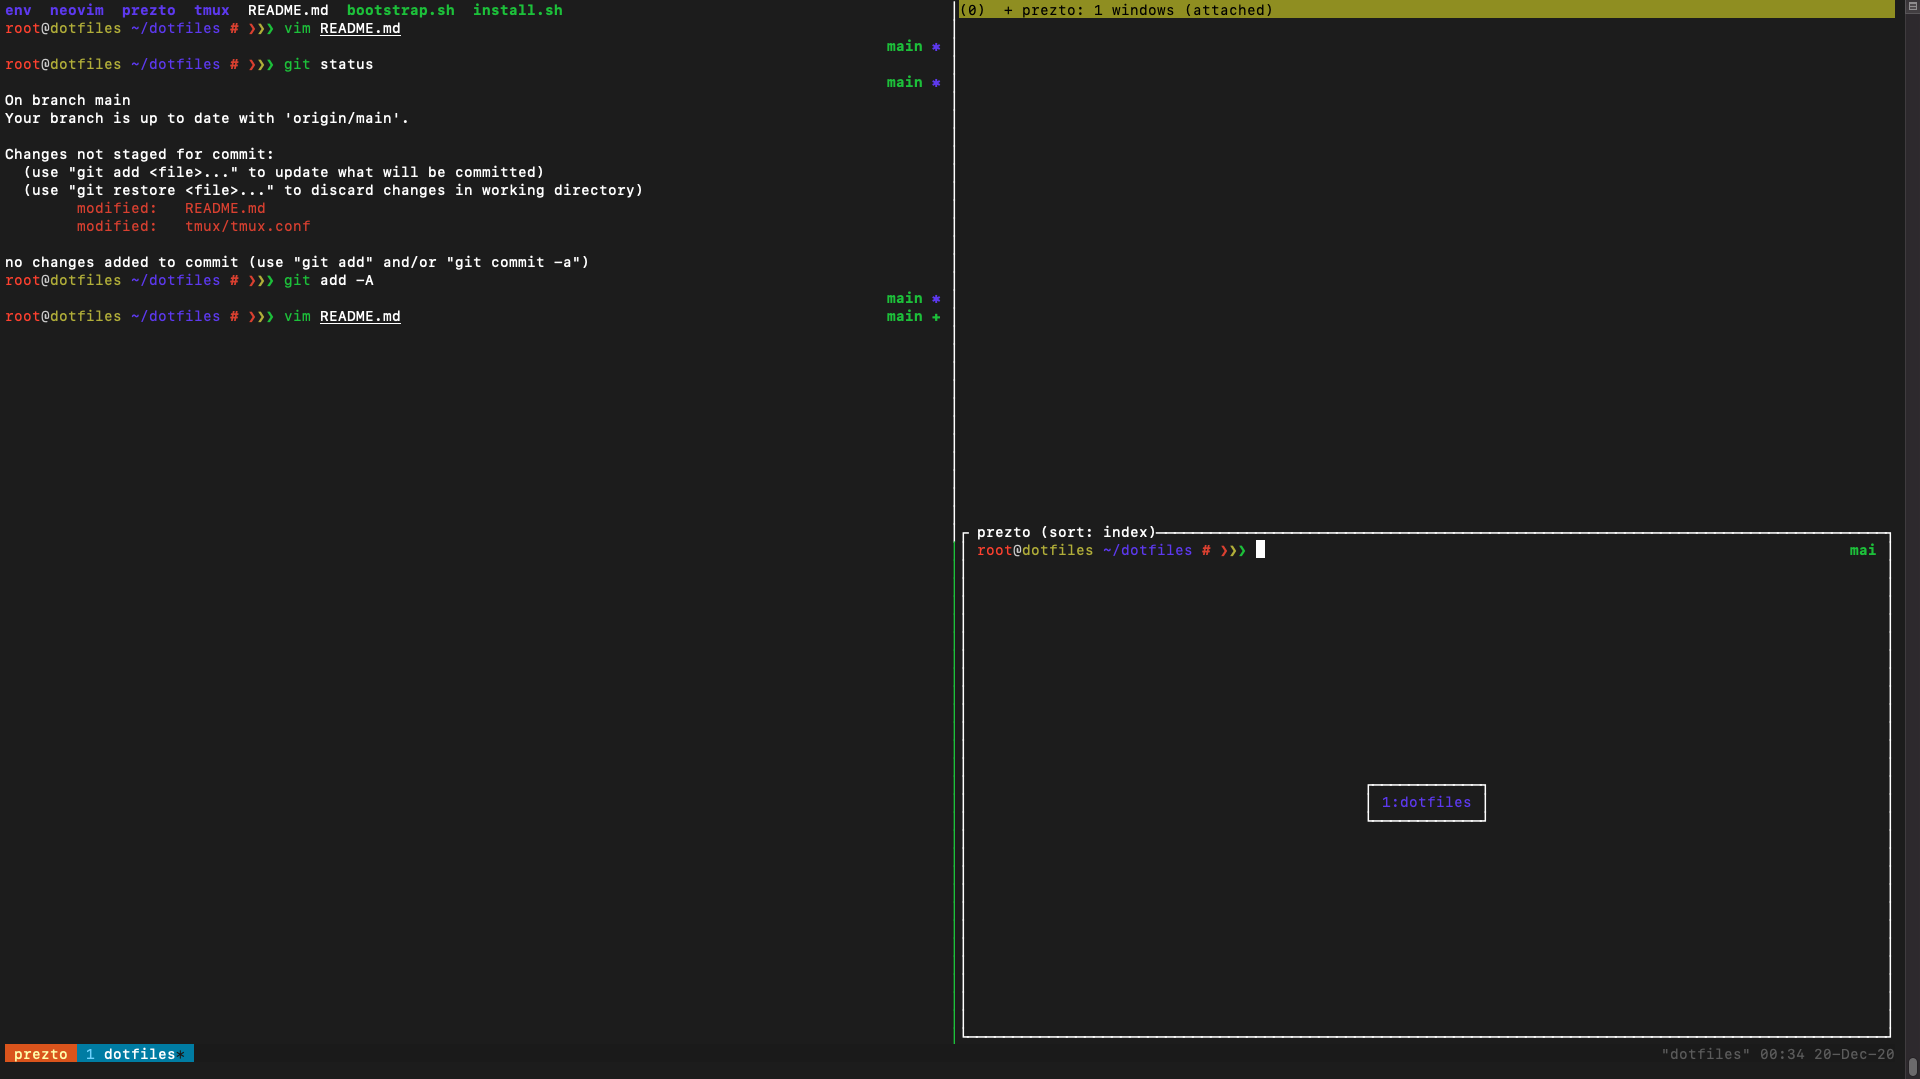 env  neovim  prezto  tmux  README.md  bootstrap.sh  install.sh
root@dotfiles ~/dotfiles # ❯❯❯ vim README.md
main ✱
root@dotfiles ~/dotfiles # ❯❯❯ git status
main ✱
On branch main
Your branch is up to date with 'origin/main'.
Changes not staged for commit:
  (use "git add <file>..." to update what will be committed)
  (use "git restore <file>..." to discard changes in working directory)
        modified:   README.md
        modified:   tmux/tmux.conf
no changes added to commit (use "git add" and/or "git commit -a")
root@dotfiles ~/dotfiles # ❯❯❯ git add -A
main ✱
root@dotfiles ~/dotfiles # ❯❯❯ vim README.md main +
(0)  + prezto: 1 windows (attached)
prezto (sort: index)
root@dotfiles ~/dotfiles # ❯❯❯ mai
1:dotfiles
prezto 1 dotfiles* "dotfiles" 00:34 20-Dec-20